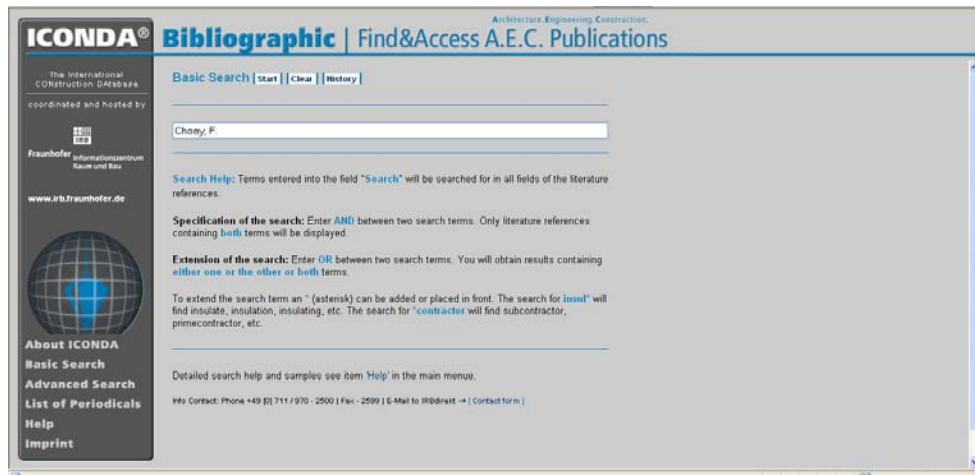 Architecture.Engineering.Construction.
ICONDA® Bibliographic | Find&Access A.E.C. Publications
The International
CONstruction DAtabase
coordinated and hosted by
IRB
Fraunhofer Informationszentrum
Raum und Bau
www.irb.fraunhofer.de
About ICONDA
Basic Search
Advanced Search
List of Periodicals
Help
Imprint
Basic Search | Start | | Clear | | History |
Choay, F.
Search Help: Terms entered into the field "Search" will be searched for in all fields of the literature
references.
Specification of the search: Enter AND between two search terms. Only literature references
containing both terms will be displayed.
Extension of the search: Enter OR between two search terms. You will obtain results containing
either one or the other or both terms.
To extend the search term an * (asterisk) can be added or placed in front. The search for insul* will
find insulate, insulation, insulating, etc. The search for *contractor will find subcontractor,
primecontractor, etc.
Detailed search help and samples see item 'Help' in the main menue.
Info Contact: Phone +49 [0] 711 / 970 - 2500 | Fax - 2599 | E-Mail to IRBdirekt → [ Contact form ]